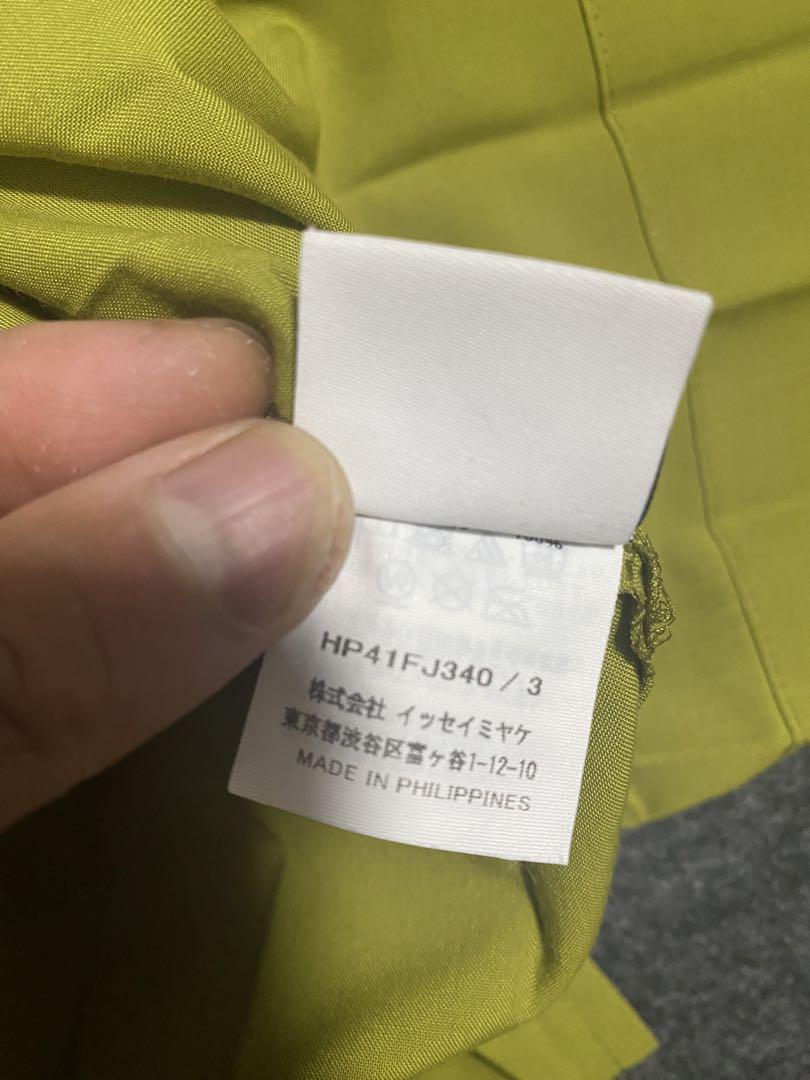 HP41FJ340 / 3
株式会社 イッセイミヤケ
東京都渋谷区富ヶ谷1-12-10
MADE IN PHILIPPINES